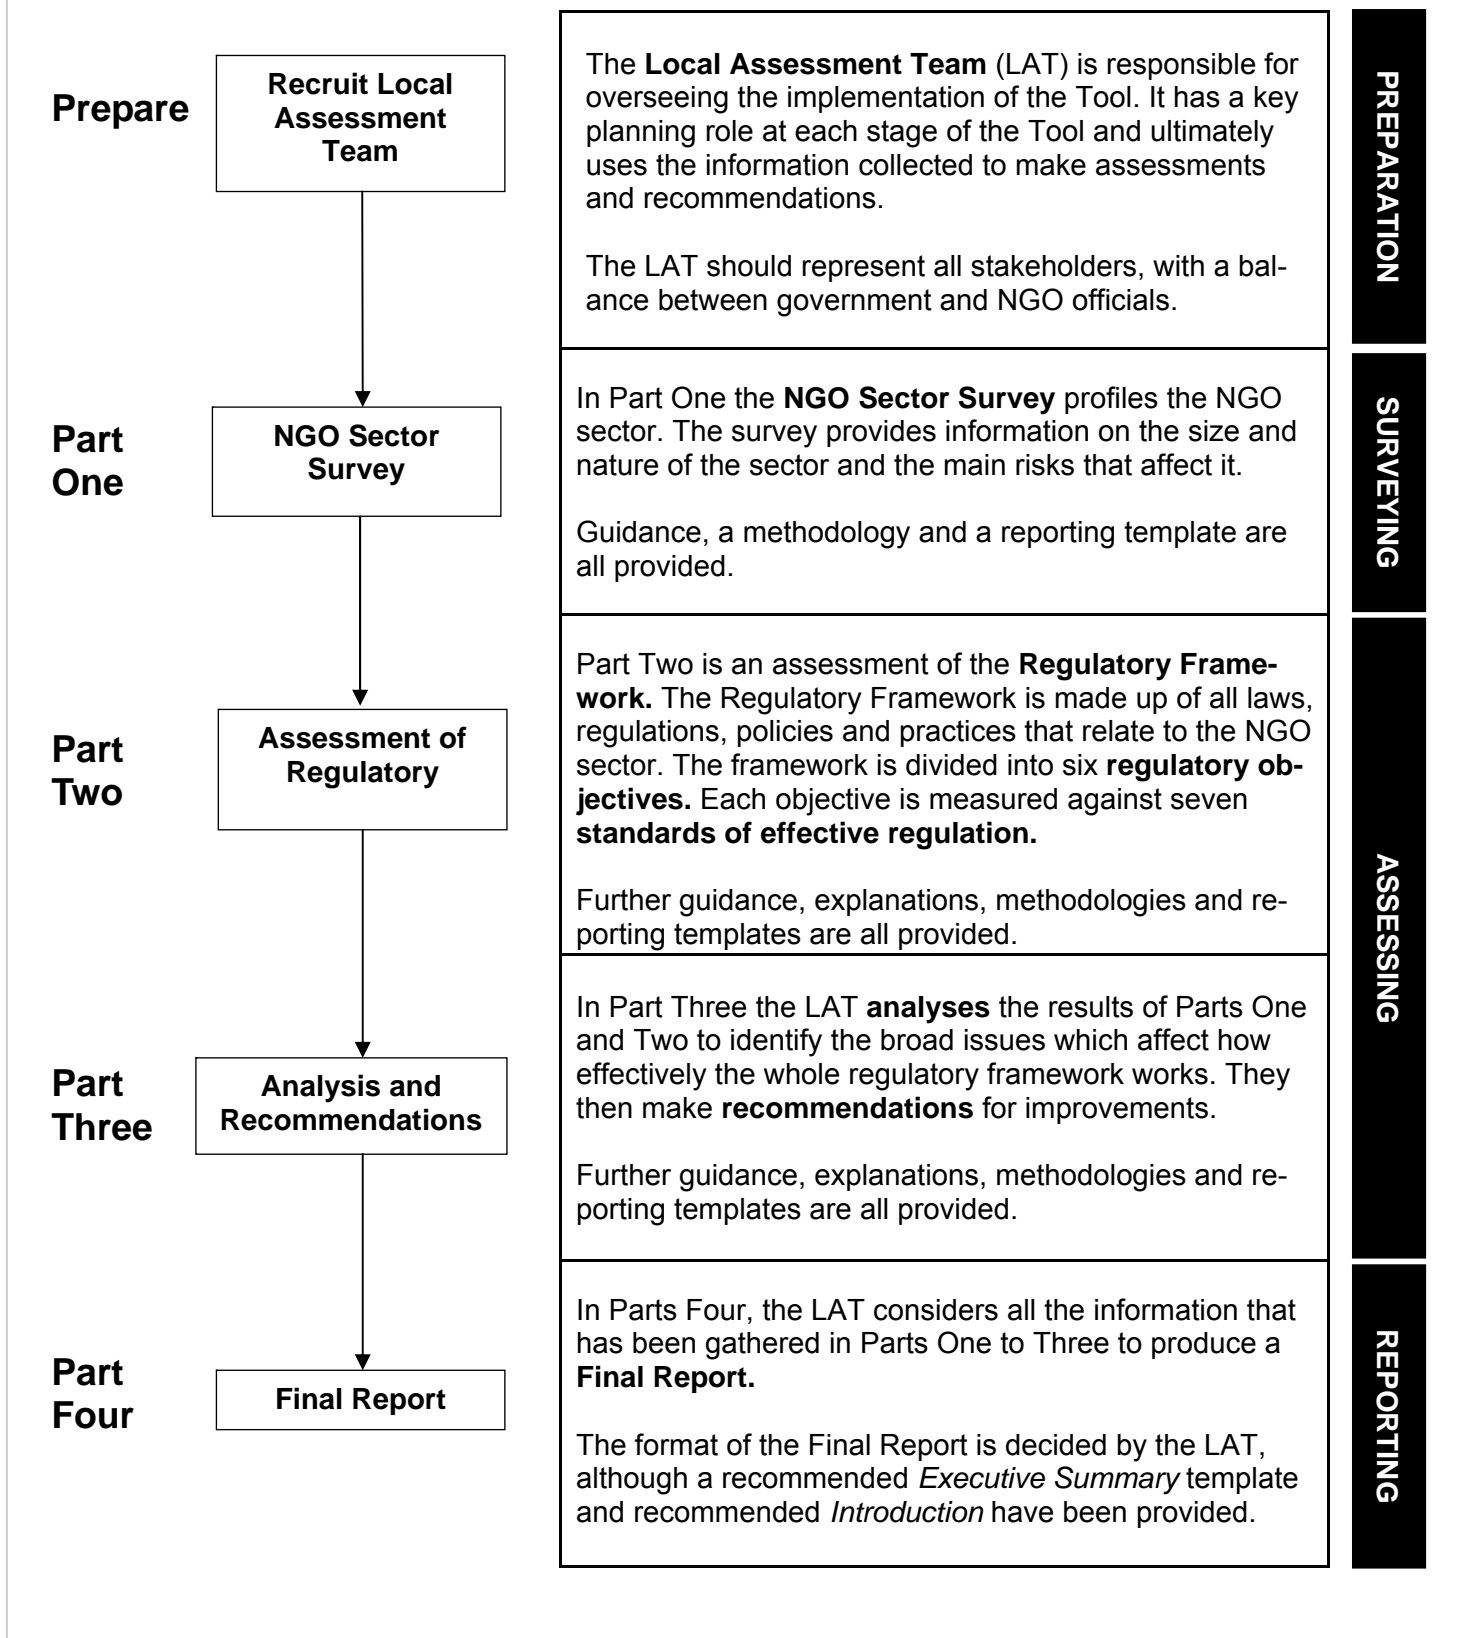 Prepare
Recruit Local
Assessment
Team
The Local Assessment Team (LAT) is responsible for
overseeing the implementation of the Tool. It has a key
planning role at each stage of the Tool and ultimately
uses the information collected to make assessments
and recommendations.
The LAT should represent all stakeholders, with a bal-
ance between government and NGO officials.
PREPARATION
Part
One
NGO Sector
Survey
In Part One the NGO Sector Survey profiles the NGO
sector. The survey provides information on the size and
nature of the sector and the main risks that affect it.
Guidance, a methodology and a reporting template are
all provided.
SURVEYING
Part
Two
Assessment of
Regulatory
Part Two is an assessment of the Regulatory Frame-
work. The Regulatory Framework is made up of all laws,
regulations, policies and practices that relate to the NGO
sector. The framework is divided into six regulatory ob-
jectives. Each objective is measured against seven
standards of effective regulation.
Further guidance, explanations, methodologies and re-
porting templates are all provided.
ASSESSING
Part
Three
Analysis and
Recommendations
In Part Three the LAT analyses the results of Parts One
and Two to identify the broad issues which affect how
effectively the whole regulatory framework works. They
then make recommendations for improvements.
Further guidance, explanations, methodologies and re-
porting templates are all provided.
Part
Four
Final Report
In Parts Four, the LAT considers all the information that
has been gathered in Parts One to Three to produce a
Final Report.
The format of the Final Report is decided by the LAT,
although a recommended Executive Summary template
and recommended Introduction have been provided.
REPORTING